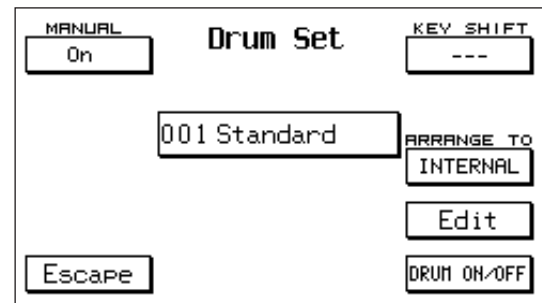 MANUAL
On
Drum Set
KEY SHIFT
---
001 Standard
ARRANGE TO
INTERNAL
Edit
Escape
DRUM ON/OFF